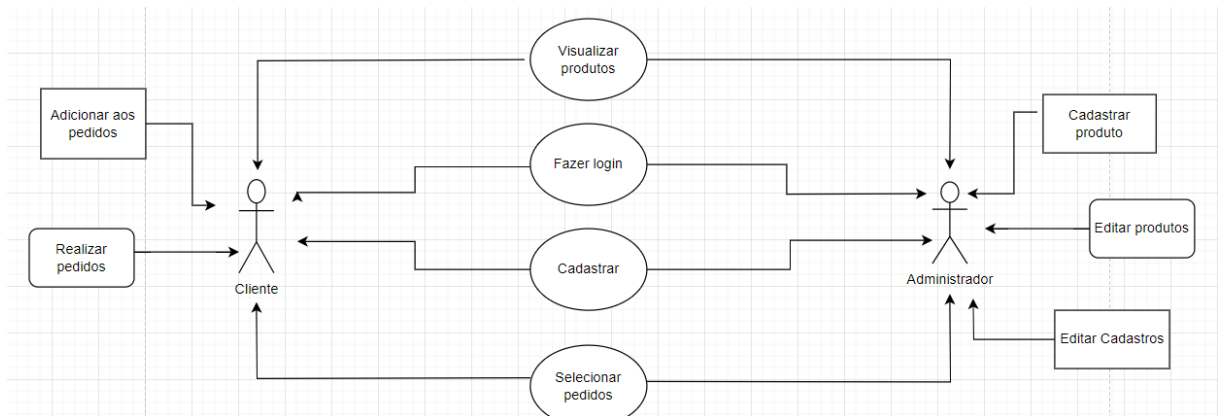 Visualizar
produtos
Adicionar aos
pedidos
Cadastrar
produto
Fazer login
Realizar
pedidos
Editar produtos
Cadastrar
Cliente
Administrador
Editar Cadastros
Selecionar
pedidos